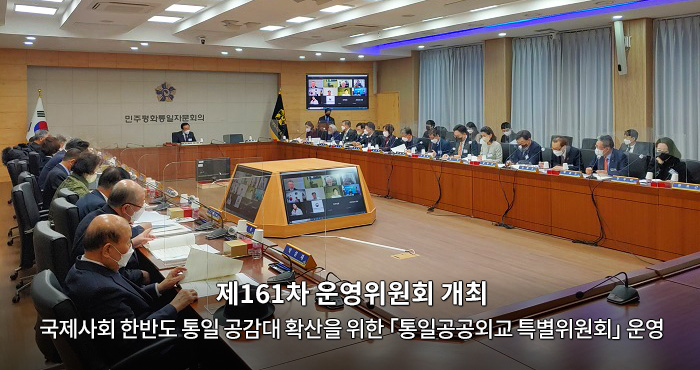 민주평화통일자문회의
제161차 운영위원회 개최
국제사회 한반도 통일 공감대 확산을 위한 「통일공공외교 특별위원회」 운영